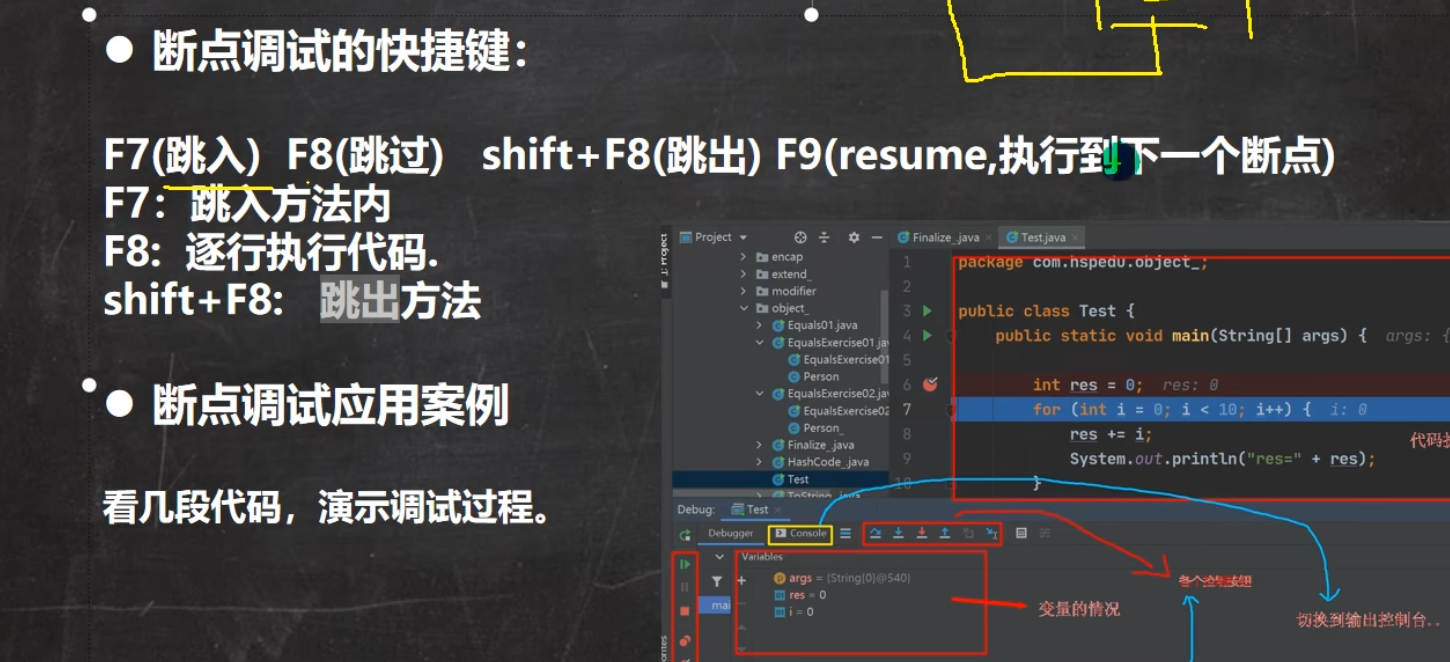 ● 断点调试的快捷键：
F7(跳入) F8(跳过) shift+F8(跳出) F9(resume,执行到下一个断点)
F7：跳入方法内
F8: 逐行执行代码.
shift+F8: 跳出方法
● 断点调试应用案例
看几段代码，演示调试过程。
Project
encap
extend_
modifier
object_
Equals01.java
EqualsExercise01.ja
EqualsExercise01
Person
EqualsExercise02.ja
EqualsExercise02
Person_
Finalize_.java
HashCode_.java
Test
ToString_.java
Finalize_.java × Test.java ×
1 package com.hspedu.object_;
2
3 public class Test {
4 public static void main(String[] args) { args: {
5
6 int res = 0; res: 0
7 for (int i = 0; i < 10; i++) { i: 0
8 res += i;
9 System.out.println("res=" + res);
10 }
代码
Debug: Test ×
Debugger Console
Variables
mai
args = {String[0]@540}
res = 0
i = 0
变量的情况
各个控制按钮
切换到输出控制台..